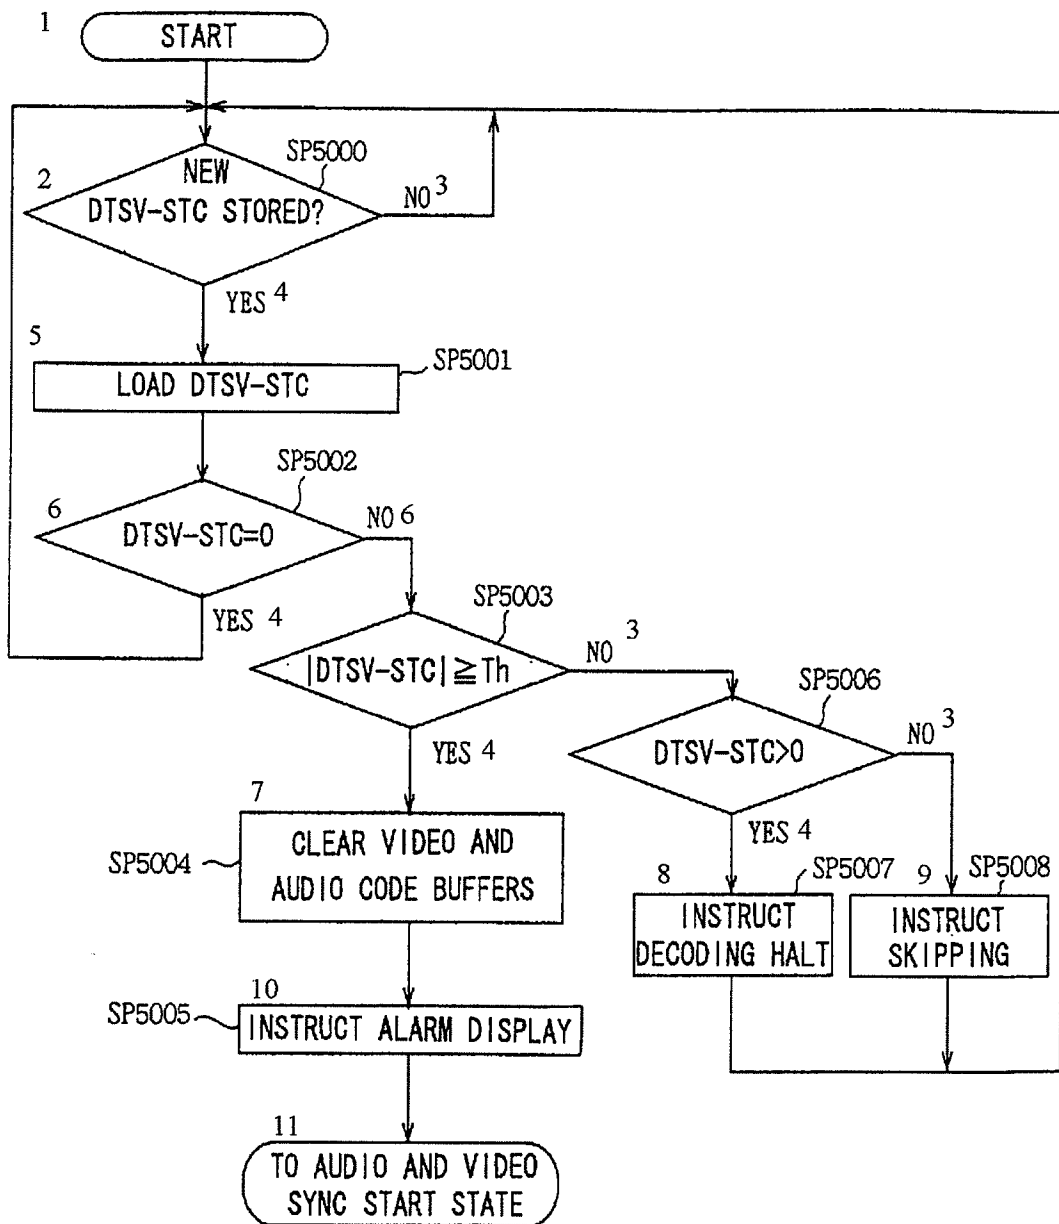 1
START
SP5000
2
NEW
DTSV-STC STORED?
NO 3
YES 4
5
SP5001
LOAD DTSV-STC
SP5002
6
DTSV-STC=0
NO 6
YES 4
SP5003
|DTSV-STC|≧Th
NO 3
YES 4
SP5006
DTSV-STC>0
NO 3
YES 4
7
SP5004
CLEAR VIDEO AND
AUDIO CODE BUFFERS
8
SP5007
INSTRUCT
DECODING HALT
9
SP5008
INSTRUCT
SKIPPING
10
SP5005
INSTRUCT ALARM DISPLAY
11
TO AUDIO AND VIDEO
SYNC START STATE